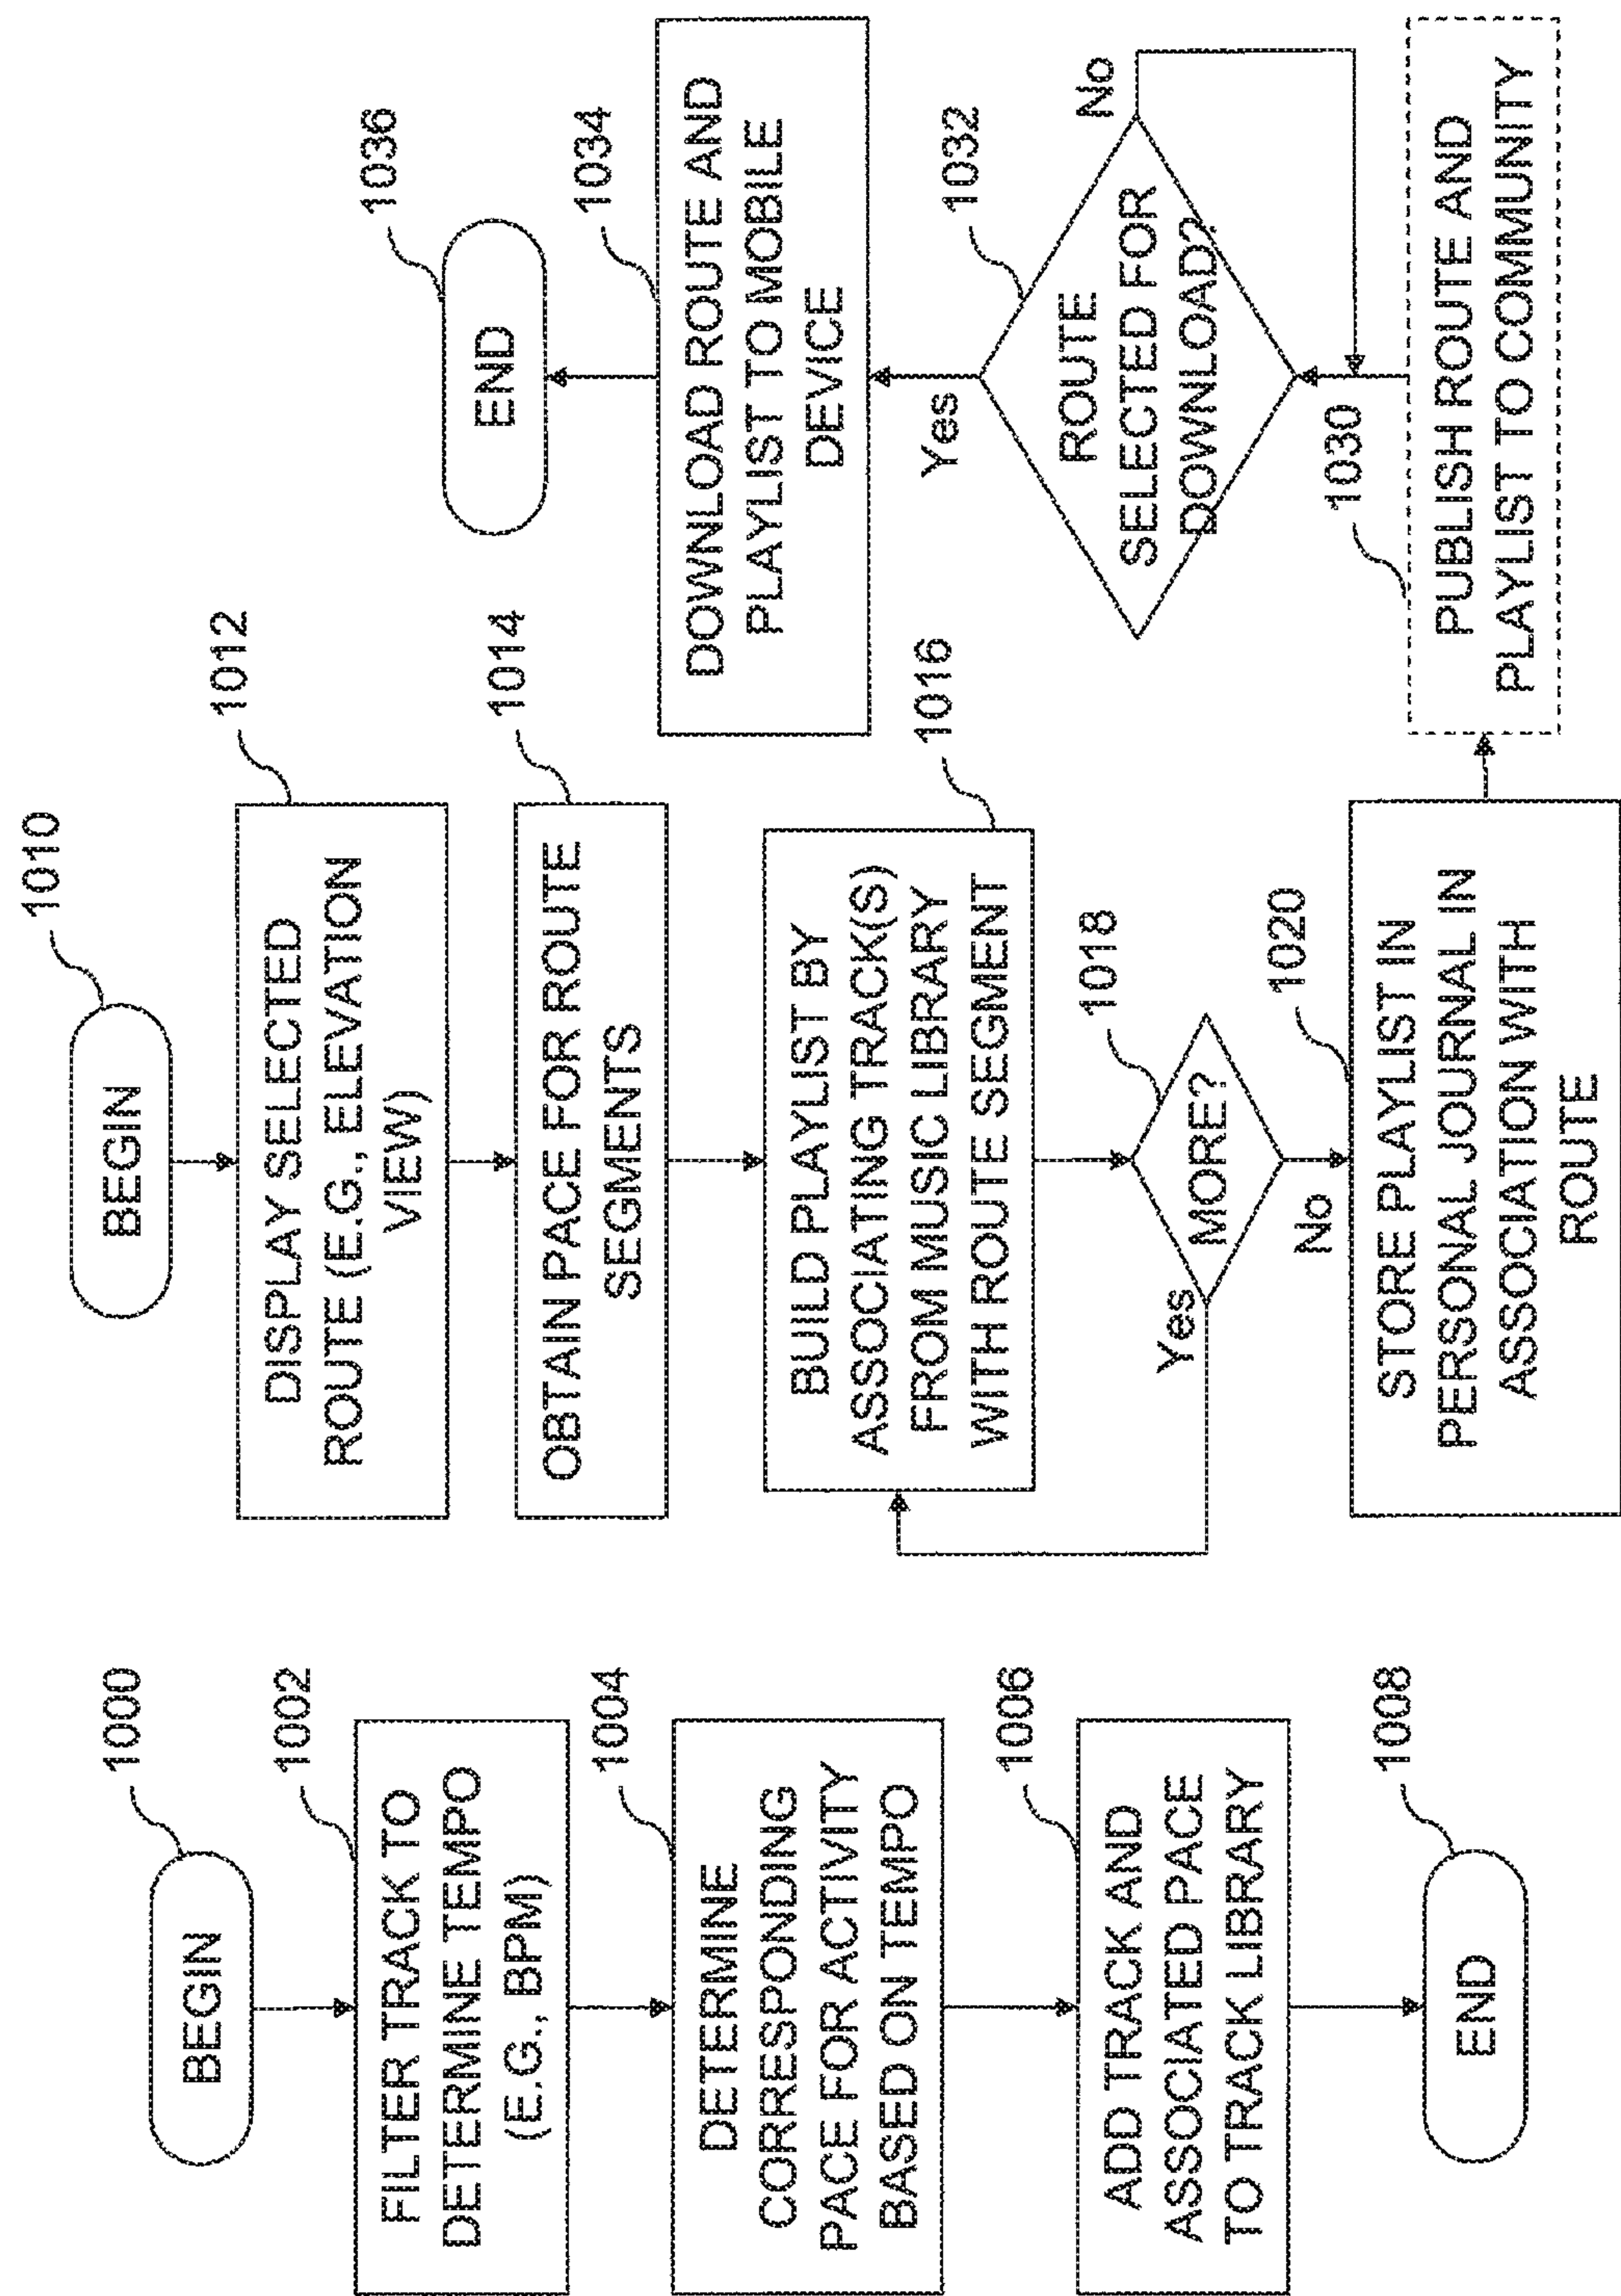 1000
BEGIN
1002
FILTER TRACK TO
DETERMINE TEMPO
(E.G., BPM)
1004
DETERMINE
CORRESPONDING
PACE FOR ACTIVITY
BASED ON TEMPO
1006
ADD TRACK AND
ASSOCIATED PACE
TO TRACK LIBRARY
1008
END
1010
BEGIN
1012
DISPLAY SELECTED
ROUTE (E.G., ELEVATION
VIEW)
1014
OBTAIN PACE FOR ROUTE
SEGMENTS
1016
BUILD PLAYLIST BY
ASSOCIATING TRACK(S)
FROM MUSIC LIBRARY
WITH ROUTE SEGMENT
1018
MORE?
Yes
No
1020
STORE PLAYLIST IN
PERSONAL JOURNAL IN
ASSOCIATION WITH
ROUTE
1036
END
1034
DOWNLOAD ROUTE AND
PLAYLIST TO MOBILE
DEVICE
Yes
1032
ROUTE
SELECTED FOR
DOWNLOAD?
No
1030
PUBLISH ROUTE AND
PLAYLIST TO COMMUNITY